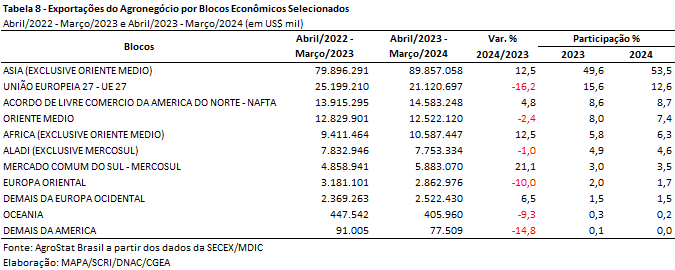 Tabela 8 - Exportações do Agronegócio por Blocos Econômicos Selecionados
Abril/2022 - Março/2023 e Abril/2023 - Março/2024 (em US$ mil)
Blocos Abril/2022 - Março/2023 Abril/2023 - Março/2024 Var. % 2024/2023 Participação % 2023 2024
ASIA (EXCLUSIVE ORIENTE MEDIO) 79.896.291 89.857.058 12,5 49,6 53,5
UNIÃO EUROPEIA 27 - UE 27 25.199.210 21.120.697 -16,2 15,6 12,6
ACORDO DE LIVRE COMERCIO DA AMERICA DO NORTE - NAFTA 13.915.295 14.583.248 4,8 8,6 8,7
ORIENTE MEDIO 12.829.901 12.522.120 -2,4 8,0 7,4
AFRICA (EXCLUSIVE ORIENTE MEDIO) 9.411.464 10.587.447 12,5 5,8 6,3
ALADI (EXCLUSIVE MERCOSUL) 7.832.946 7.753.334 -1,0 4,9 4,6
MERCADO COMUM DO SUL - MERCOSUL 4.858.941 5.883.070 21,1 3,0 3,5
EUROPA ORIENTAL 3.181.101 2.862.976 -10,0 2,0 1,7
DEMAIS DA EUROPA OCIDENTAL 2.369.263 2.522.430 6,5 1,5 1,5
OCEANIA 447.542 405.960 -9,3 0,3 0,2
DEMAIS DA AMERICA 91.005 77.509 -14,8 0,1 0,0
Fonte: AgroStat Brasil a partir dos dados da SECEX/MDIC
Elaboração: MAPA/SCRI/DNAC/CGEA